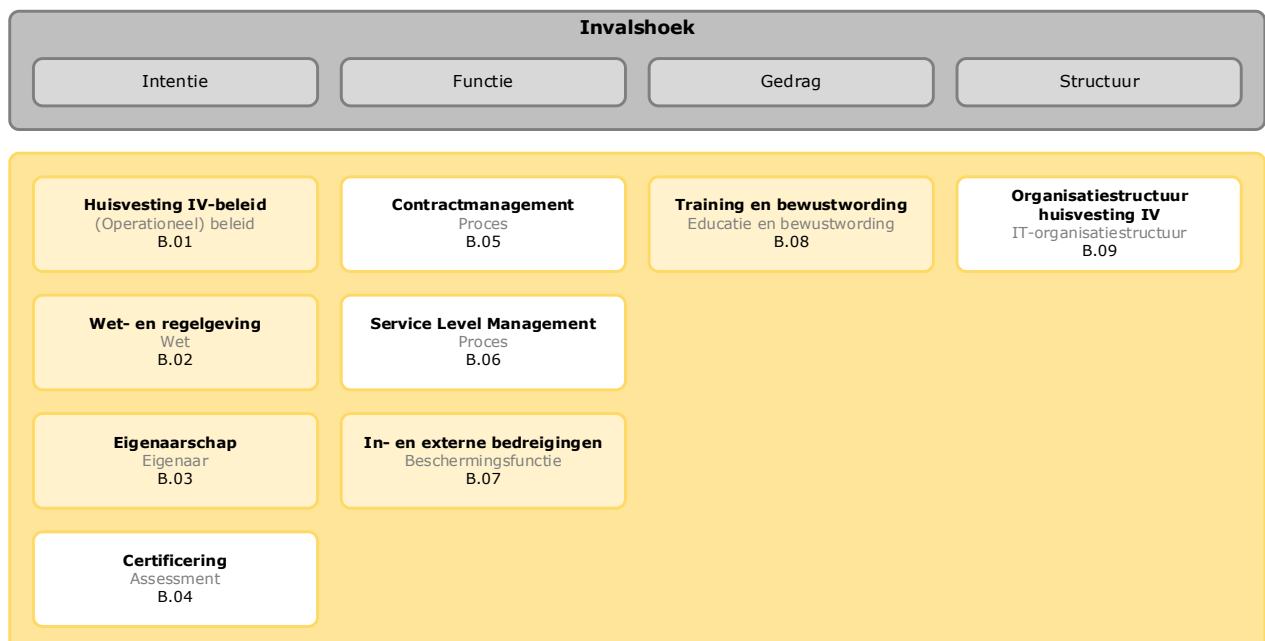 Invalshoek
Intentie
Functie
Gedrag
Structuur
Huisvesting IV-beleid
(Operationeel) beleid
B.01
Contractmanagement
Proces
B.05
Training en bewustwording
Educatie en bewustwording
B.08
Organisatiestructuur
huisvesting IV
IT-organisatiestructuur
B.09
Wet- en regelgeving
Wet
B.02
Service Level Management
Proces
B.06
Eigenaarschap
Eigenaar
B.03
In- en externe bedreigingen
Beschermingsfunctie
B.07
Certificering
Assessment
B.04